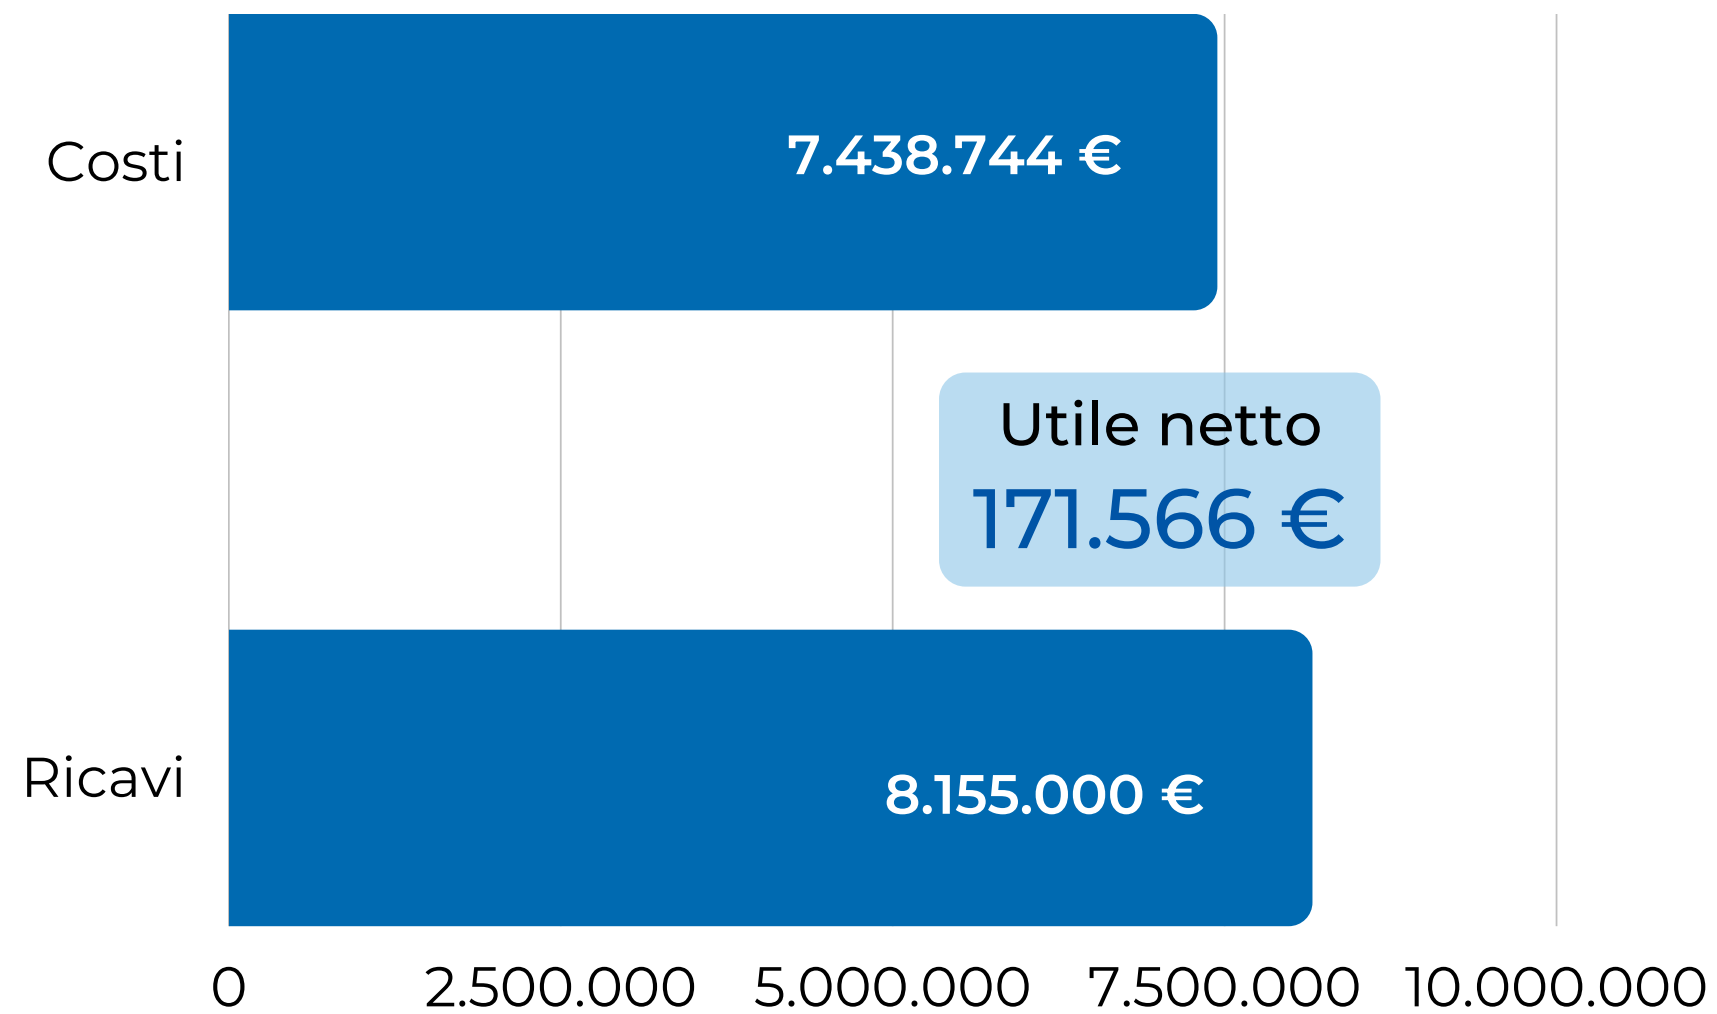 Costi
7.438.744 €
Utile netto
171.566 €
Ricavi
8.155.000 €
0 2.500.000 5.000.000 7.500.000 10.000.000